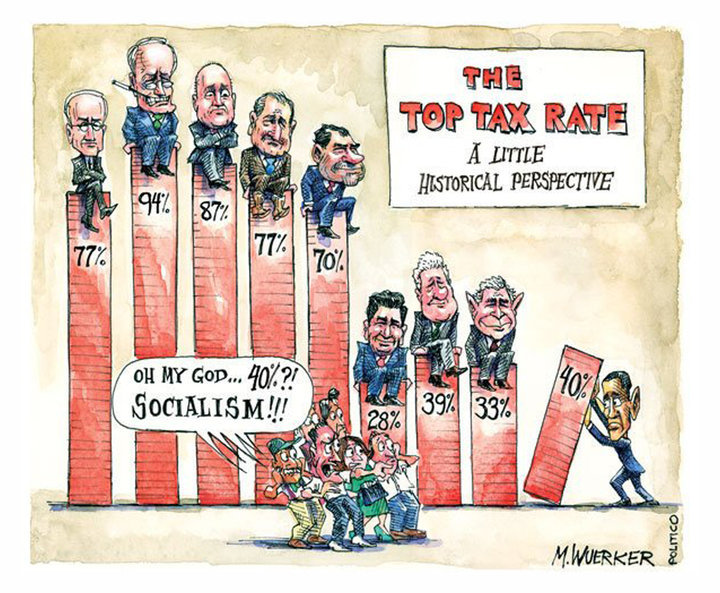 THE
TOP TAX RATE
A LITTLE
HISTORICAL PERSPECTIVE
77%
94%
87%
77%
70%
28%
39%
33%
40%
OH MY GOD... 40%?!
SOCIALISM!!!
M.WUERKER
POLITICO